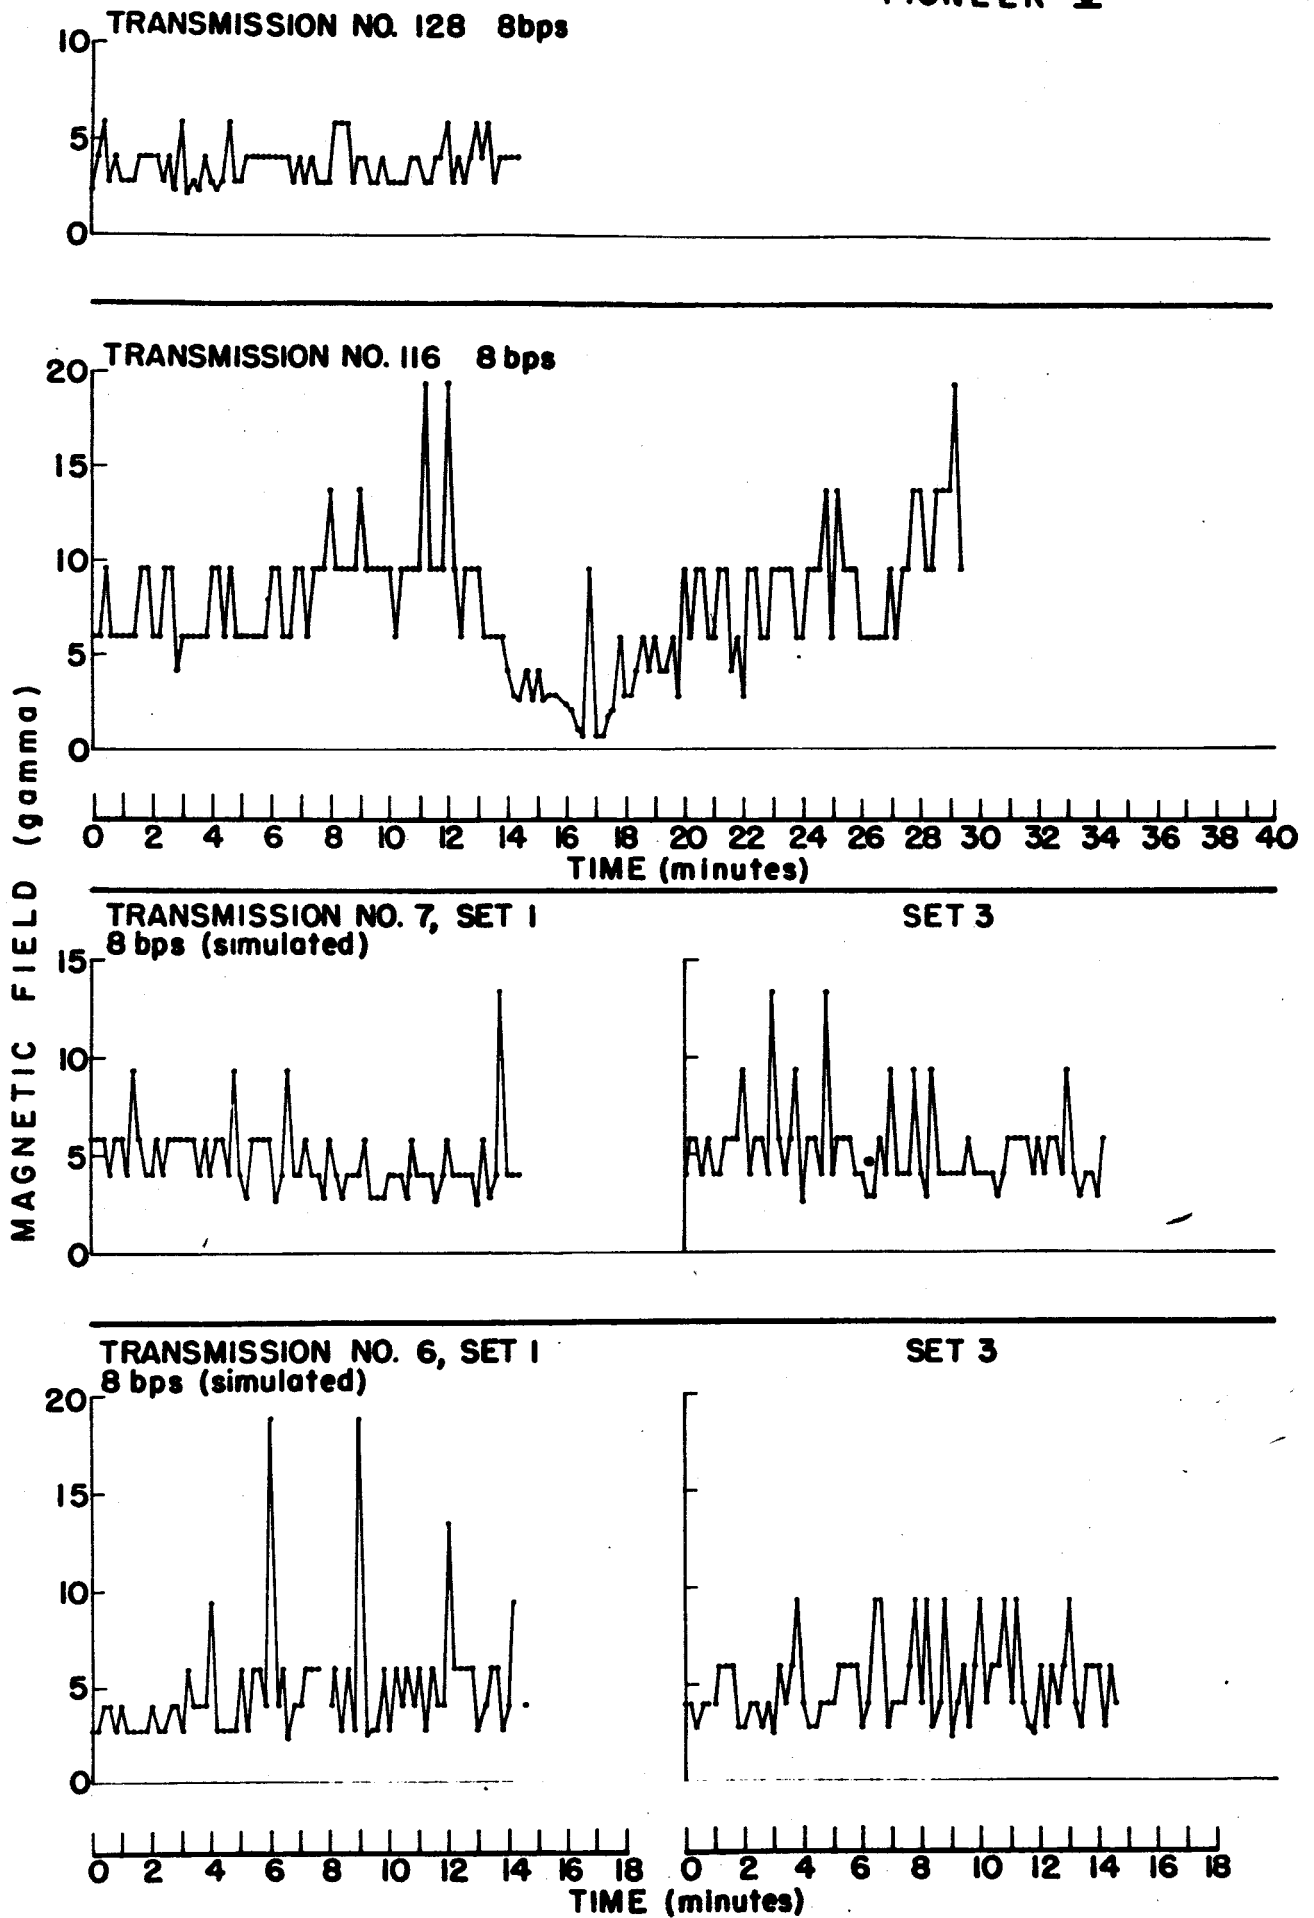 PIONEER V
TRANSMISSION NO. 128 8bps
10
5
0
TRANSMISSION NO. 116 8 bps
20
15
10
5
0
0 2 4 6 8 10 12 14 16 18 20 22 24 26 28 30 32 34 36 38 40
TIME (minutes)
MAGNETIC FIELD (gamma)
TRANSMISSION NO. 7, SET 1 SET 3
8 bps (simulated)
15
10
5
0
TRANSMISSION NO. 6, SET 1 SET 3
8 bps (simulated)
20
15
10
5
0
0 2 4 6 8 10 12 14 16 18 0 2 4 6 8 10 12 14 16 18
TIME (minutes)